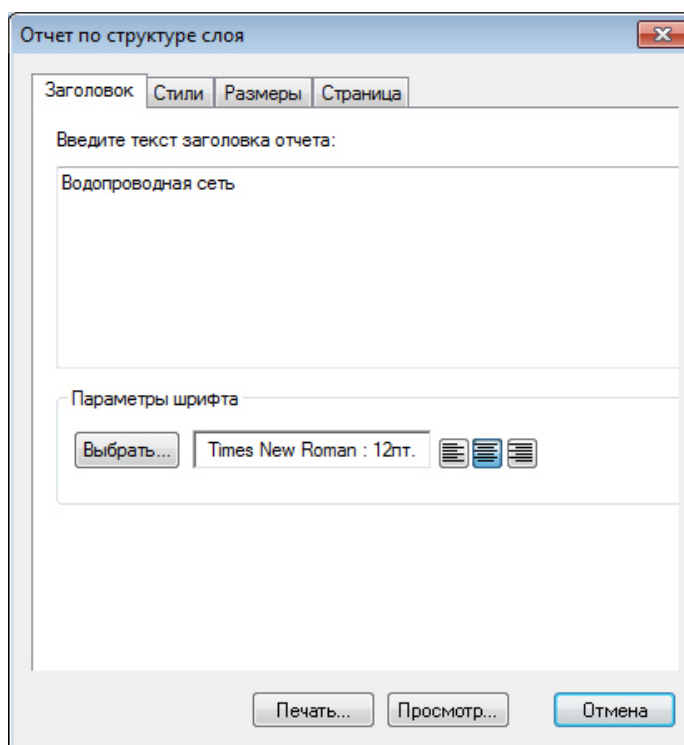 Отчет по структуре слоя
Заголовок Стили Размеры Страница
Введите текст заголовка отчета:
Водопроводная сеть
Параметры шрифта
Выбрать... Times New Roman : 12пт.
Печать... Просмотр... Отмена